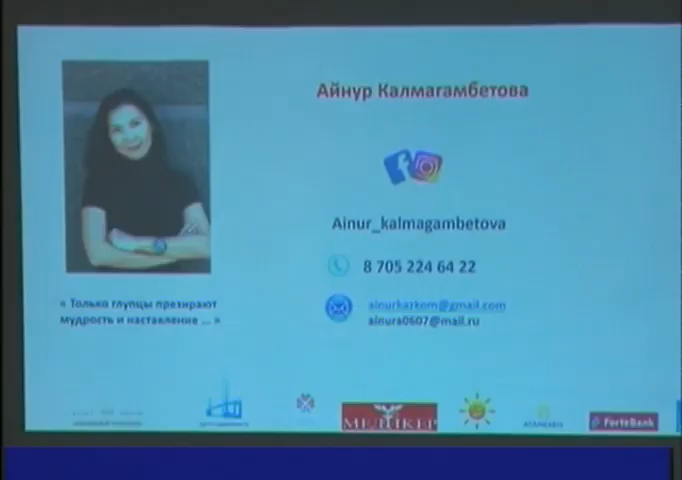 Айнур Калмагамбетова
Ainur_kalmagambetova
8 705 224 64 22
ainurkazkom@gmail.com
ainura0607@mail.ru
« Только глупцы презирают
мудрость и наставление ... »
МЕДИКЕР
ForteBank